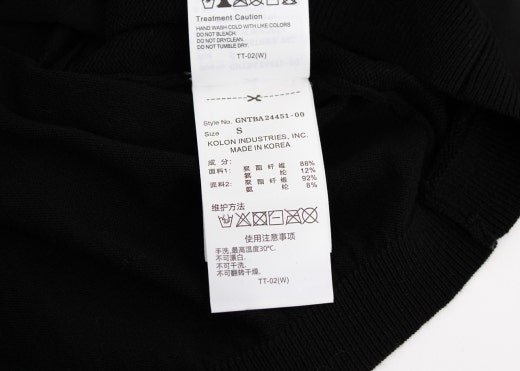 Treatment Caution
HAND WASH COLD WITH LIKE COLORS
DO NOT BLEACH.
DO NOT DRYCLEAN.
DO NOT TUMBLE DRY.
TT-02(W)
Style No. GNTBA24451-00
Size S
KOLON INDUSTRIES, INC.
MADE IN KOREA
成 分:
面料1: 聚 酯 纤 维 88%
氨 纶 12%
面料2: 聚 酯 纤 维 92%
氨 纶 8%
维护方法
使用注意事项
手洗,最高温度30℃.
不可漂白.
不可干洗.
不可翻转干燥.
TT-02(W)